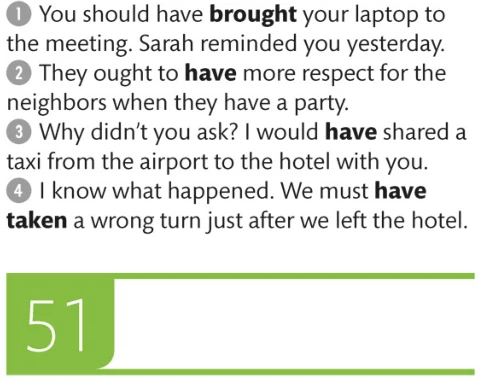 1 You should have brought your laptop to
the meeting. Sarah reminded you yesterday.
2 They ought to have more respect for the
neighbors when they have a party.
3 Why didn't you ask? I would have shared a
taxi from the airport to the hotel with you.
4 I know what happened. We must have
taken a wrong turn just after we left the hotel.
51